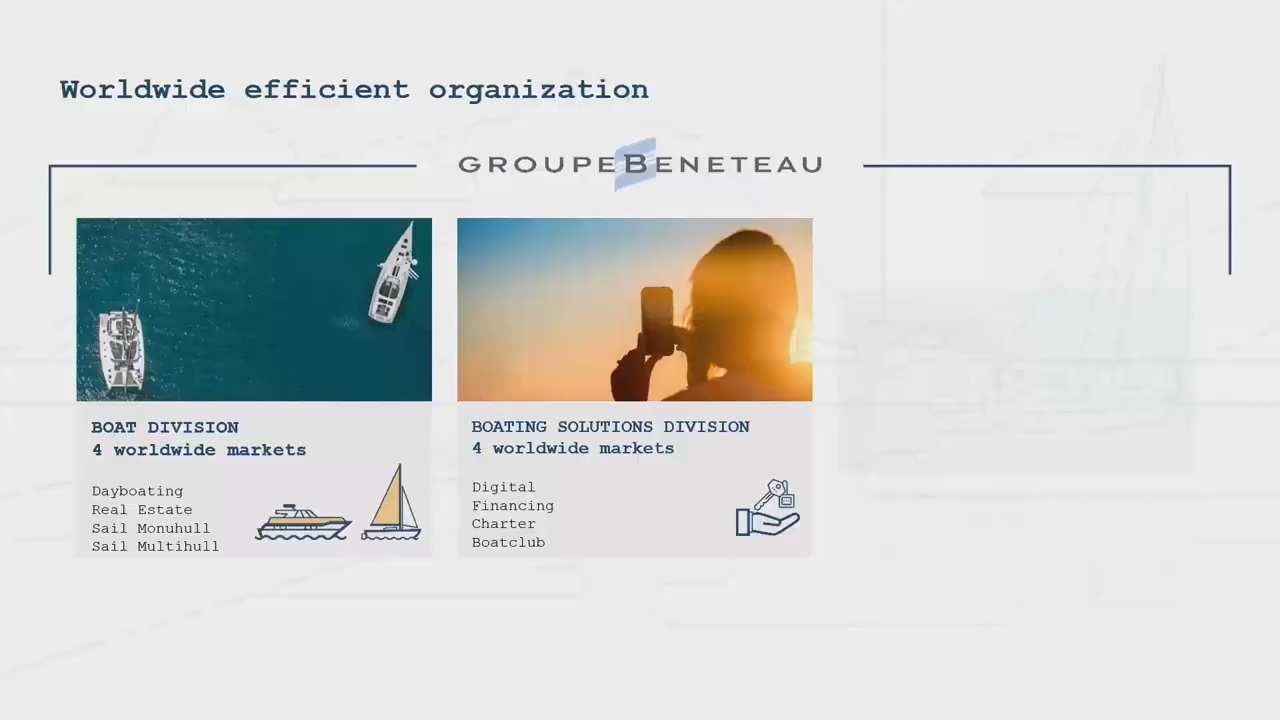 Worldwide efficient organization
GROUPE BENETEAU
BOAT DIVISION
4 worldwide markets
Dayboating
Real Estate
Sail Monuhull
Sail Multihull
BOATING SOLUTIONS DIVISION
4 worldwide markets
Digital
Financing
Charter
Boatclub